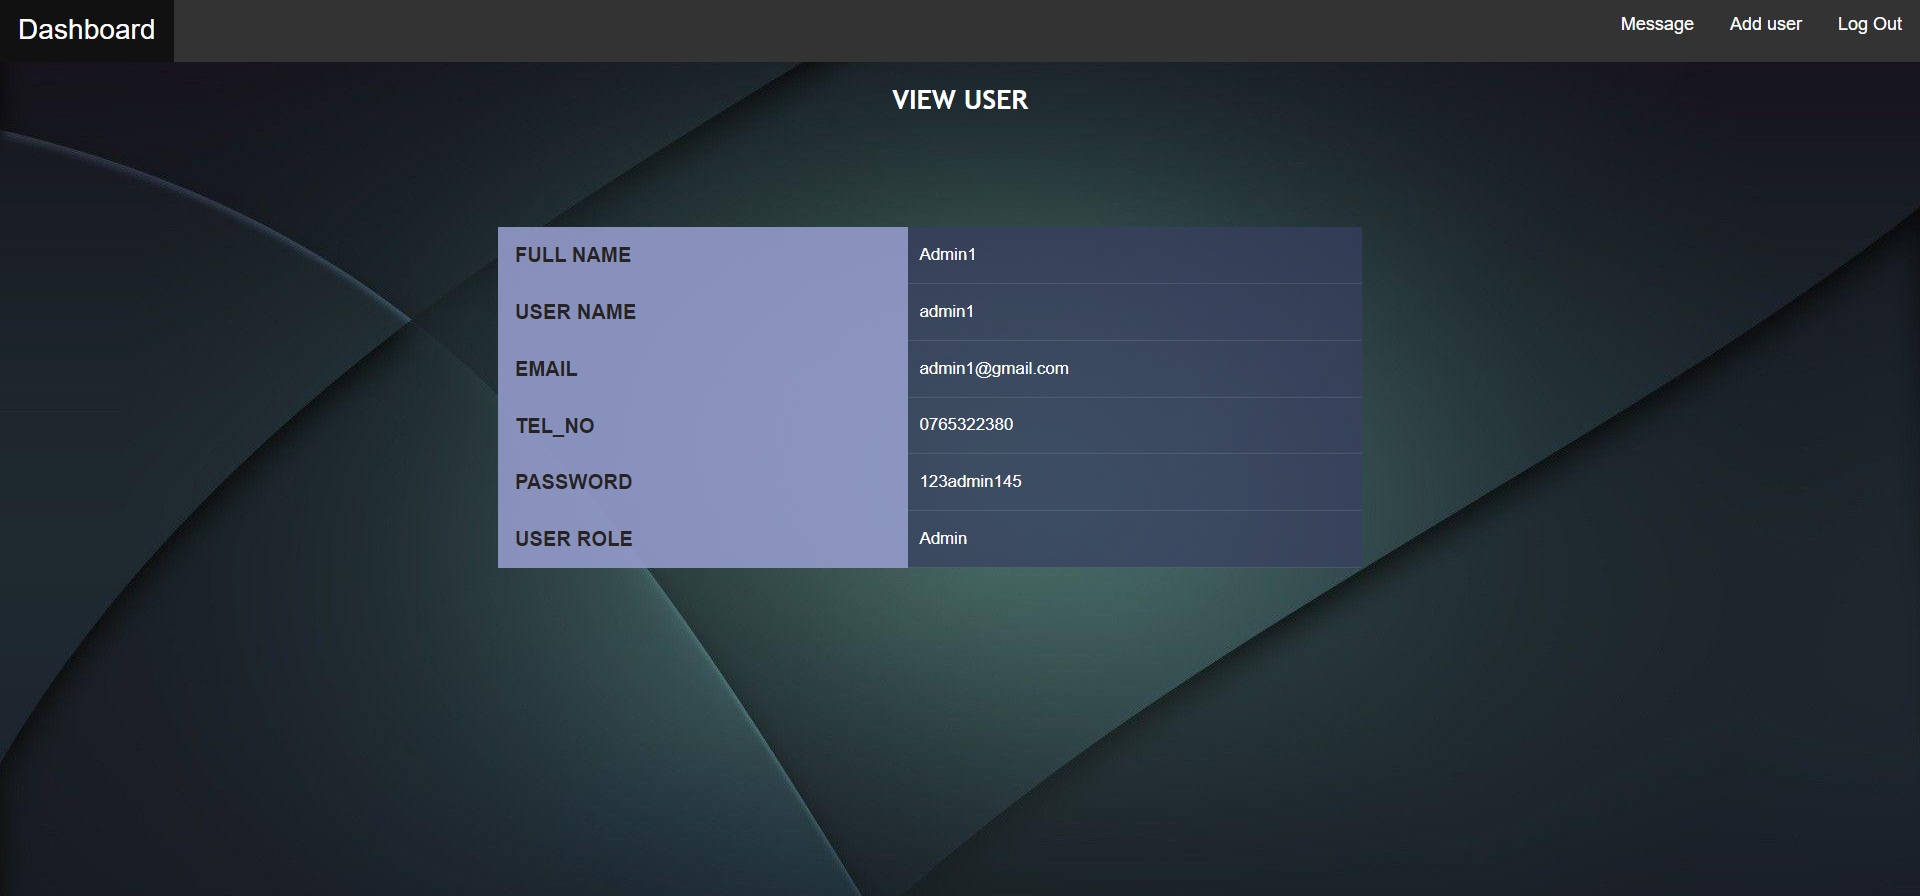 Dashboard
Message Add user Log Out
VIEW USER
FULL NAME Admin1
USER NAME admin1
EMAIL admin1@gmail.com
TEL_NO 0765322380
PASSWORD 123admin145
USER ROLE Admin